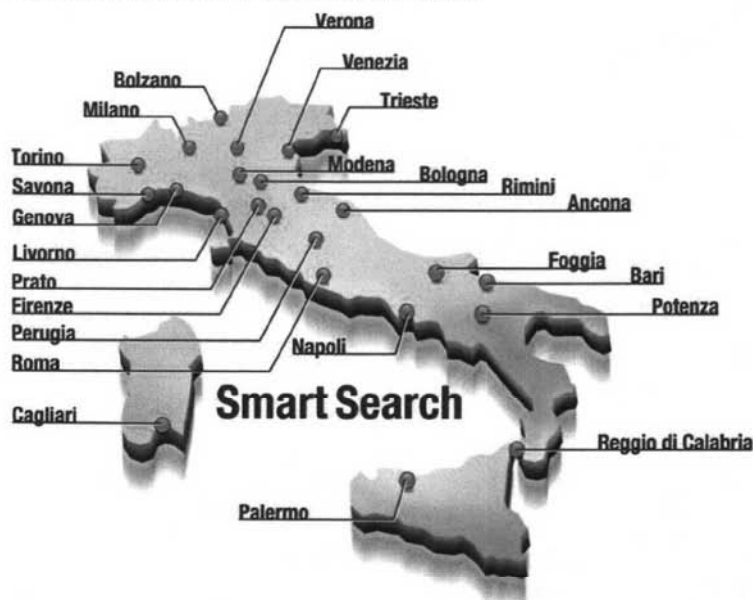 Verona
Venezia
Bolzano
Trieste
Milano
Torino
Modena
Bologna
Rimini
Savona
Ancona
Genova
Livorno
Foggia
Prato
Bari
Firenze
Potenza
Perugia
Napoli
Roma
Smart Search
Cagliari
Reggio di Calabria
Palermo